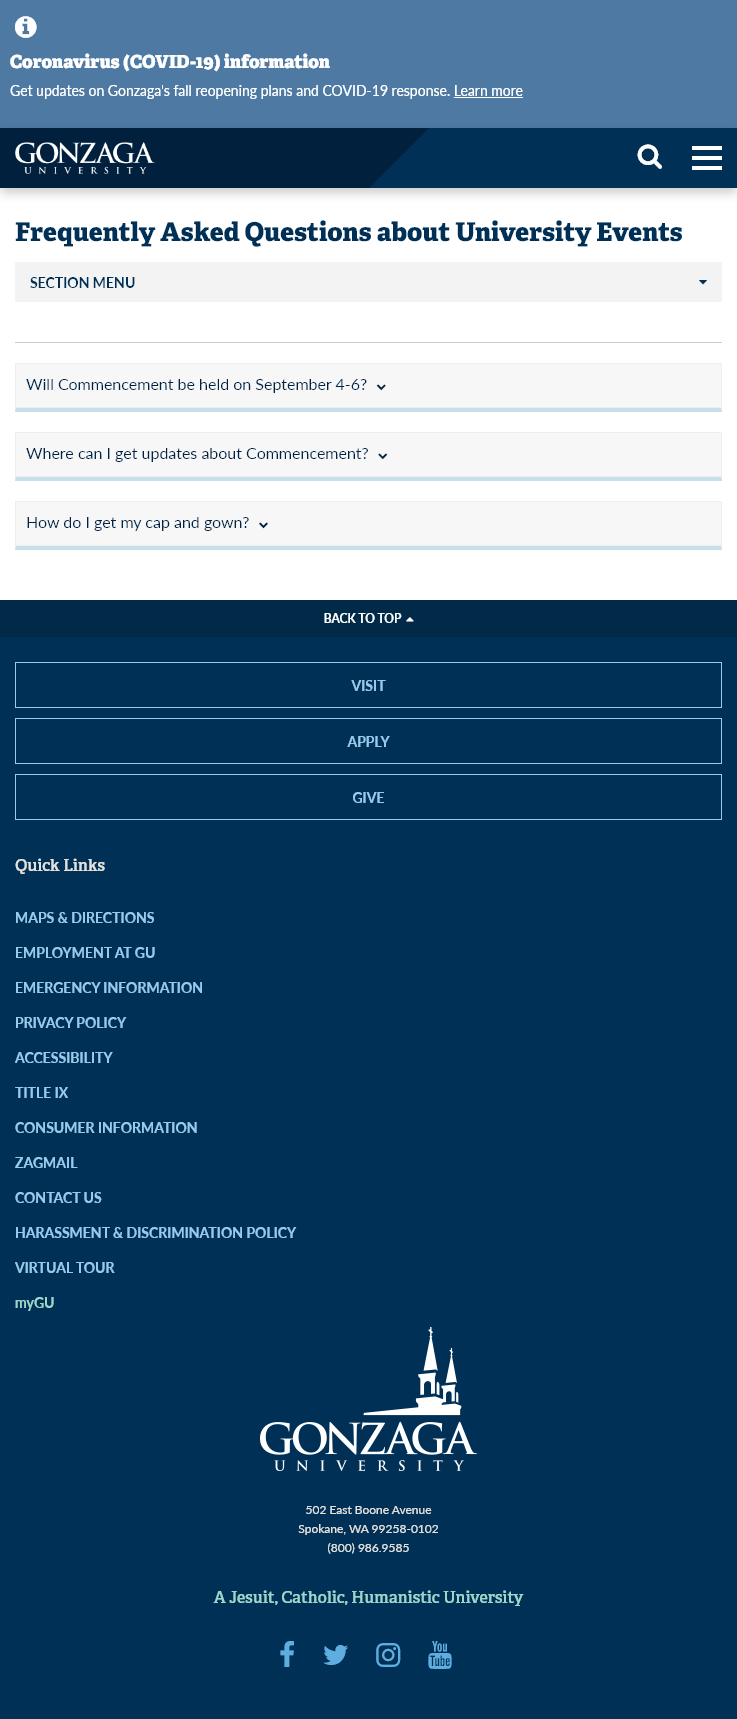 Coronavirus (COVID-19) information
Get updates on Gonzaga's fall reopening plans and COVID-19 response. Learn more
GONZAGA
UNIVERSITY
Frequently Asked Questions about University Events
SECTION MENU
Will Commencement be held on September 4-6?
Where can I get updates about Commencement?
How do I get my cap and gown?
BACK TO TOP
VISIT
APPLY
GIVE
Quick Links
MAPS & DIRECTIONS
EMPLOYMENT AT GU
EMERGENCY INFORMATION
PRIVACY POLICY
ACCESSIBILITY
TITLE IX
CONSUMER INFORMATION
ZAGMAIL
CONTACT US
HARASSMENT & DISCRIMINATION POLICY
VIRTUAL TOUR
myGU
GONZAGA
UNIVERSITY
502 East Boone Avenue
Spokane, WA 99258-0102
(800) 986.9585
A Jesuit, Catholic, Humanistic University
You
Tube